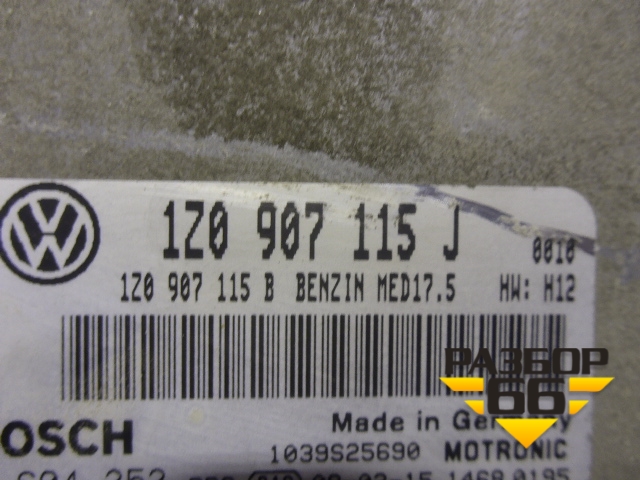 1Z0 907 115 J
0010
1Z0 907 115 B BENZIN MED17.5 HW: H12
РАЗБОР
66
Made in Germany
OSCH
1039S25690 MOTRONIC